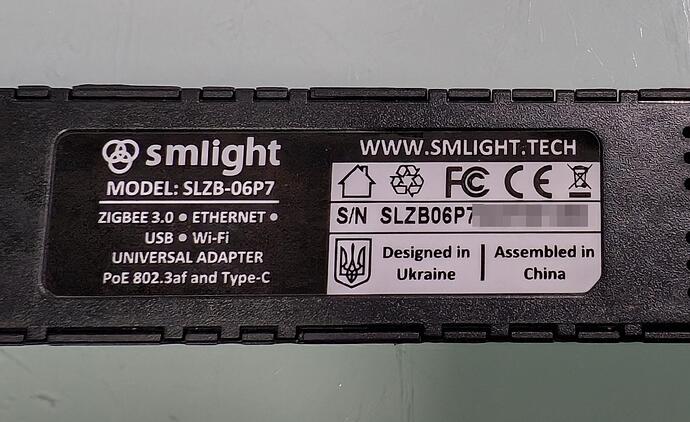 smlight
MODEL: SLZB-06P7
ZIGBEE 3.0 • ETHERNET •
USB • Wi-Fi
UNIVERSAL ADAPTER
PoE 802.3af and Type-C
WWW.SMLIGHT.TECH
FC CE
S/N SLZB06P7
Designed in
Ukraine
Assembled in
China